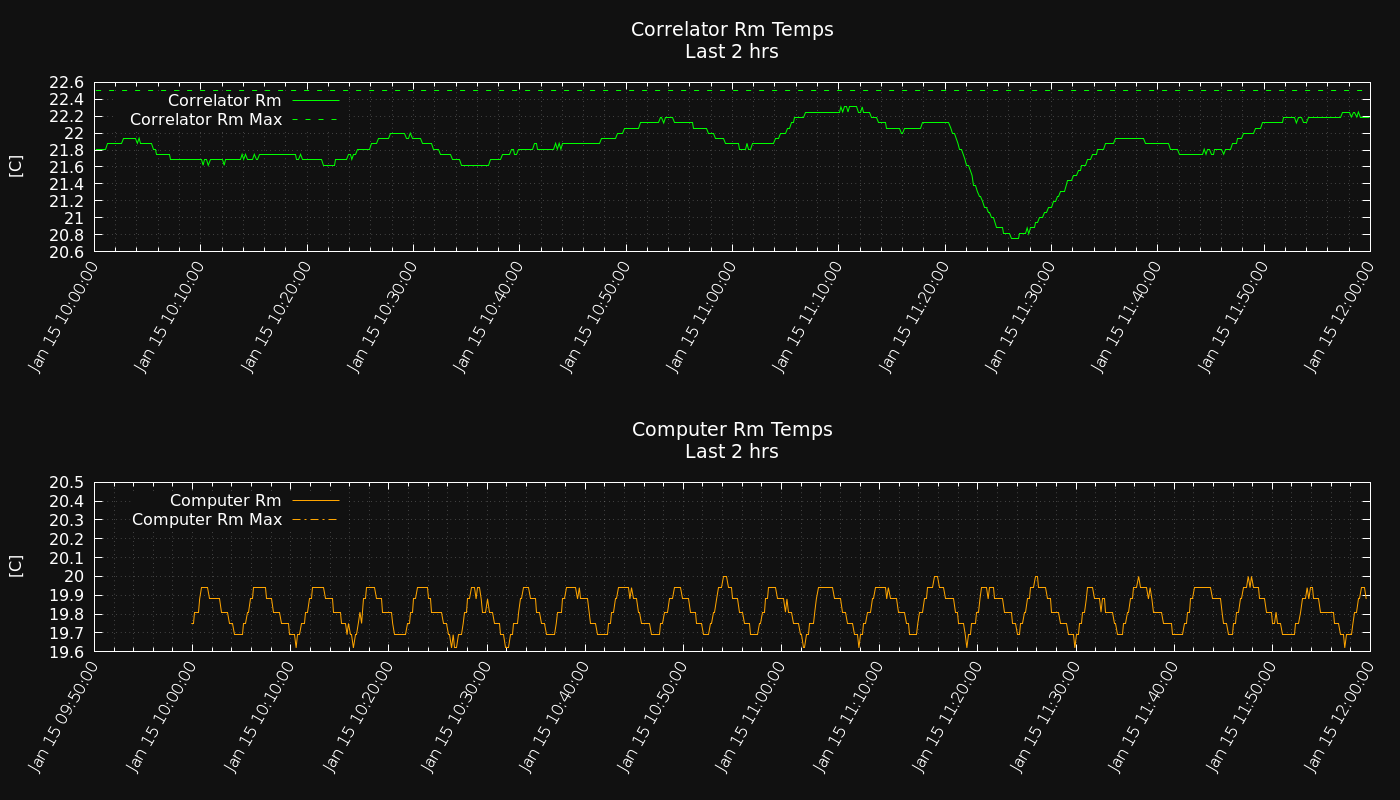 Correlator Rm Temps
Last 2 hrs
Correlator Rm
Correlator Rm Max
[C]
22.6
22.4
22.2
22
21.8
21.6
21.4
21.2
21
20.8
20.6
Jan 15 10:00:00
Jan 15 10:10:00
Jan 15 10:20:00
Jan 15 10:30:00
Jan 15 10:40:00
Jan 15 10:50:00
Jan 15 11:00:00
Jan 15 11:10:00
Jan 15 11:20:00
Jan 15 11:30:00
Jan 15 11:40:00
Jan 15 11:50:00
Jan 15 12:00:00
Computer Rm Temps
Last 2 hrs
Computer Rm
Computer Rm Max
[C]
20.5
20.4
20.3
20.2
20.1
20
19.9
19.8
19.7
19.6
Jan 15 09:50:00
Jan 15 10:00:00
Jan 15 10:10:00
Jan 15 10:20:00
Jan 15 10:30:00
Jan 15 10:40:00
Jan 15 10:50:00
Jan 15 11:00:00
Jan 15 11:10:00
Jan 15 11:20:00
Jan 15 11:30:00
Jan 15 11:40:00
Jan 15 11:50:00
Jan 15 12:00:00